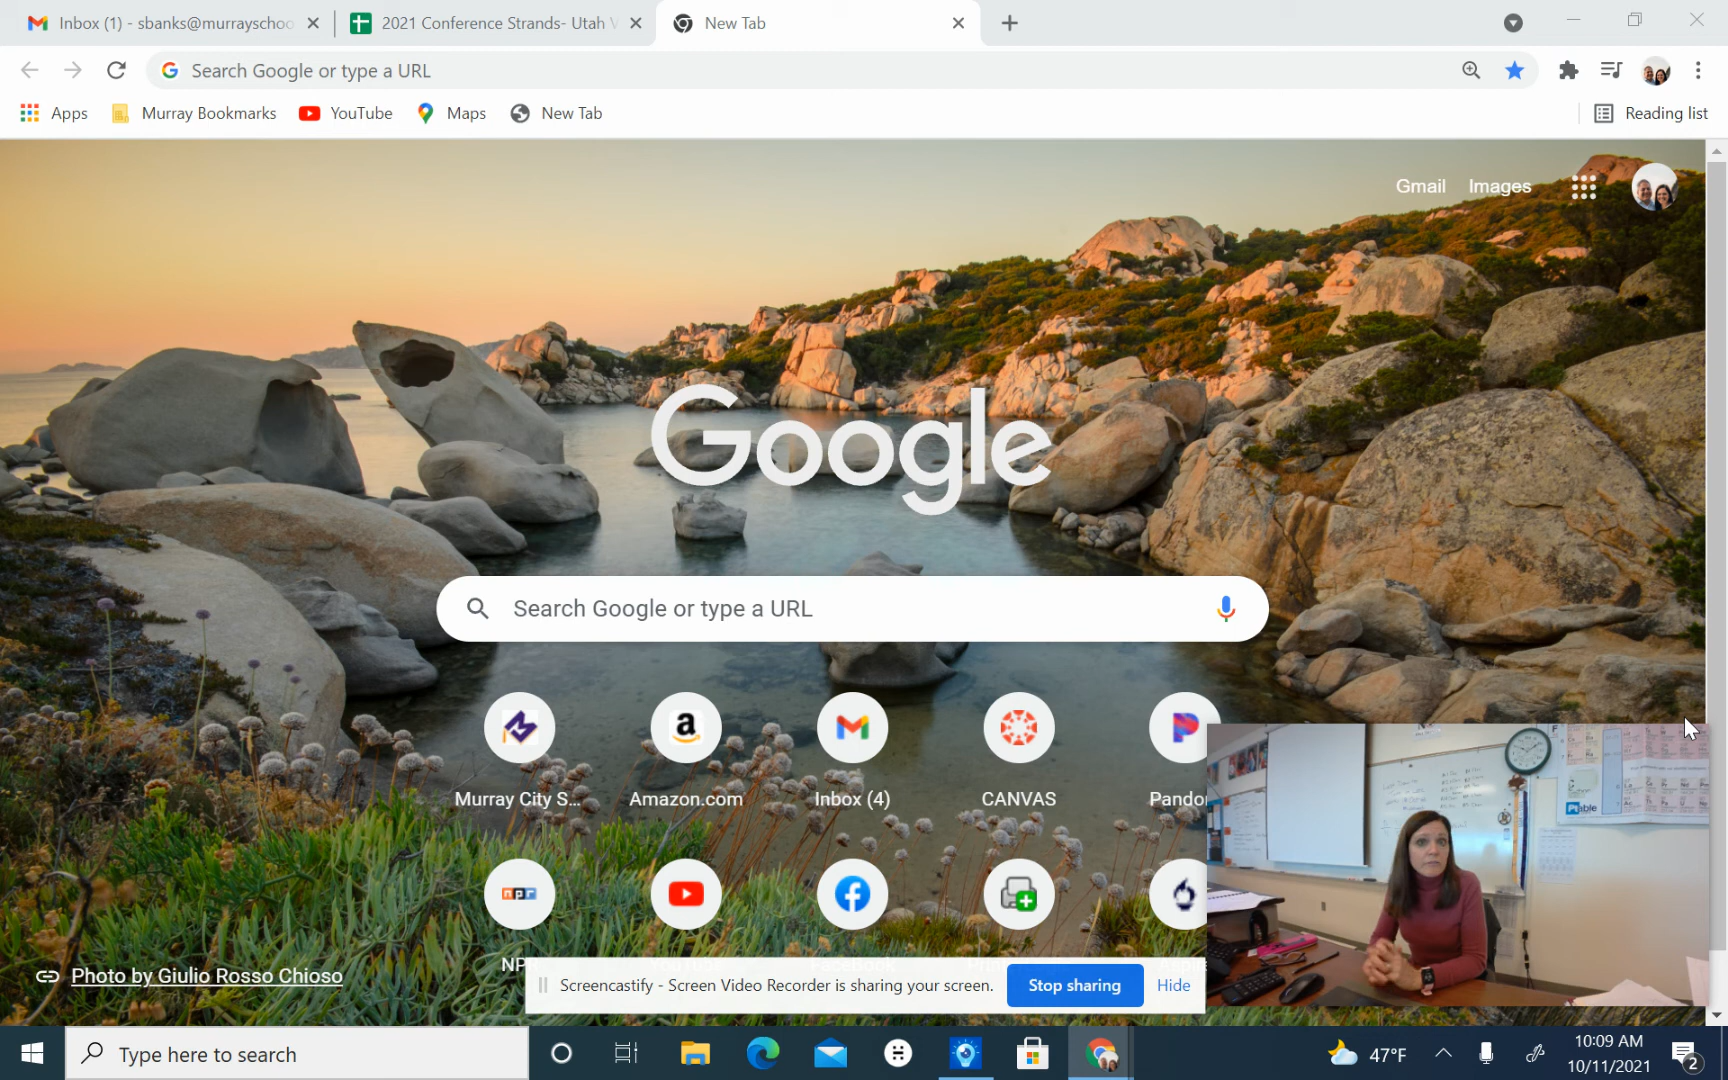 Inbox (1) - sbanks@murrayschoo
2021 Conference Strands- Utah V
New Tab
Search Google or type a URL
Apps
Murray Bookmarks
YouTube
Maps
New Tab
Reading list
Gmail
Images
Google
Search Google or type a URL
Murray City S...
Amazon.com
Inbox (4)
CANVAS
Pando
npr
NP
Photo by Giulio Rosso Chioso
Screencastify - Screen Video Recorder is sharing your screen.
Stop sharing
Hide
Type here to search
47°F
10:09 AM
10/11/2021
2